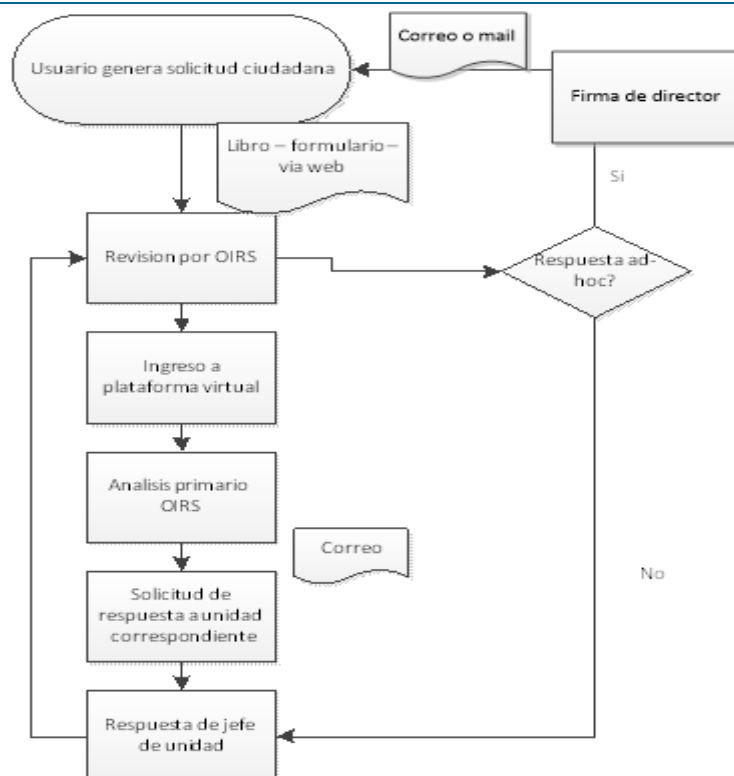 Correo o mail
Usuario genera solicitud ciudadana
Firma de director
Libro – formulario –
via web
Si
Revision por OIRS
Respuesta ad-
hoc?
Ingreso a
plataforma virtual
Analisis primario
OIRS
Correo
No
Solicitud de
respuesta a unidad
correspondiente
Respuesta de jefe
de unidad